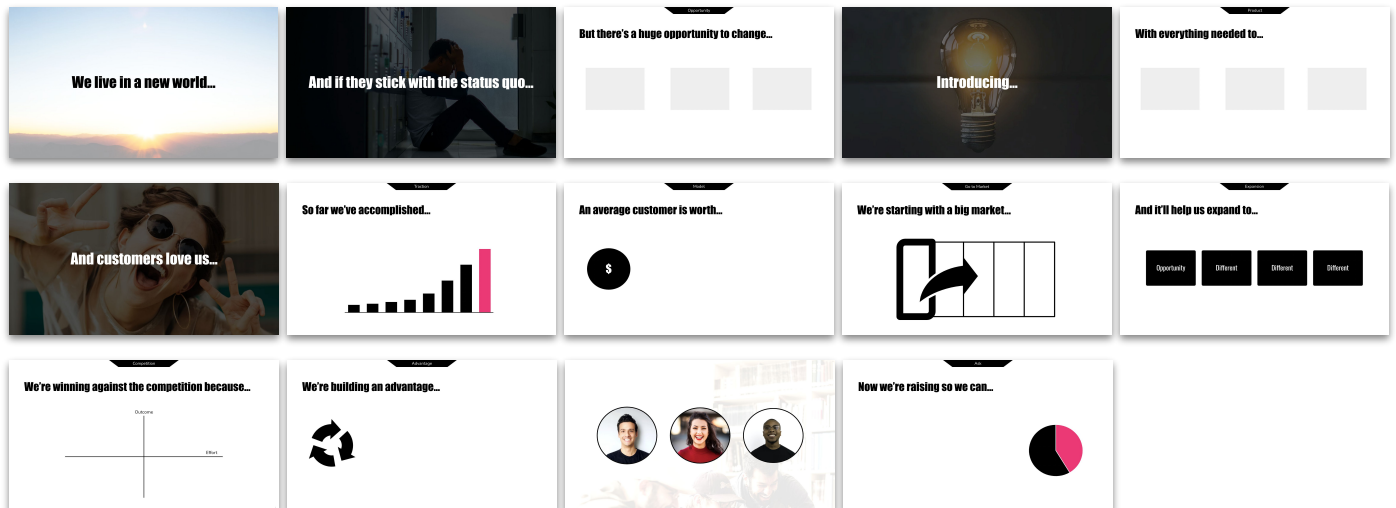 We live in a new world...
And if they stick with the status quo...
Opportunity
But there's a huge opportunity to change...
Introducing...
Product
With everything needed to...
And customers love us...
Traction
So far we've accomplished...
Model
An average customer is worth...
$
Go to Market
We're starting with a big market...
Expansion
And it'll help us expand to...
Opportunity
Different
Different
Different
Competition
We're winning against the competition because...
Outcome
Effort
Advantage
We're building an advantage...
Ask
Now we're raising so we can...